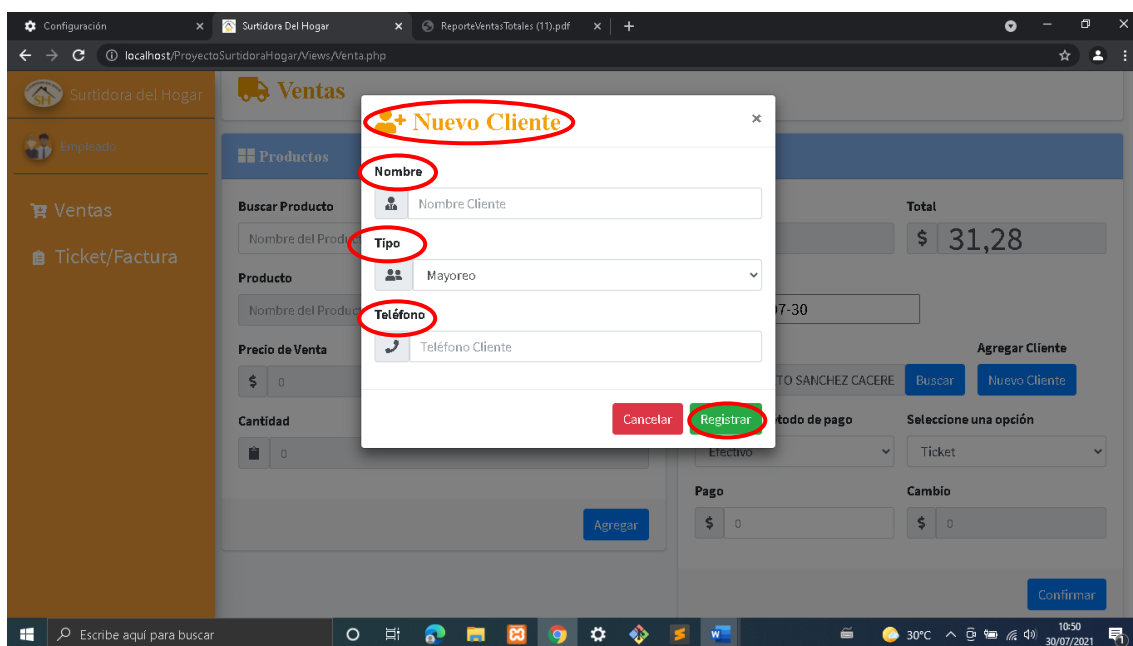 Configuración
Surtidora Del Hogar
ReporteVentasTotales (11).pdf
localhost/ProyectoSurtidoraHogar/Views/Venta.php
Surtidora del Hogar
Empleado
Ventas
Ticket/Factura
Ventas
Productos
Buscar Producto
Nombre del Produc
Producto
Nombre del Produc
Precio de Venta
$ 0
Cantidad
0
Agregar
Nuevo Cliente
×
Nombre
Nombre Cliente
Tipo
Mayoreo
Teléfono
Teléfono Cliente
Cancelar
Registrar
Total
$ 31,28
07-30
Agregar Cliente
TO SANCHEZ CACERE
Buscar
Nuevo Cliente
todo de pago
Seleccione una opción
Efectivo
Ticket
Pago
Cambio
$ 0
$ 0
Confirmar
Escribe aquí para buscar
30°C
10:50
30/07/2021